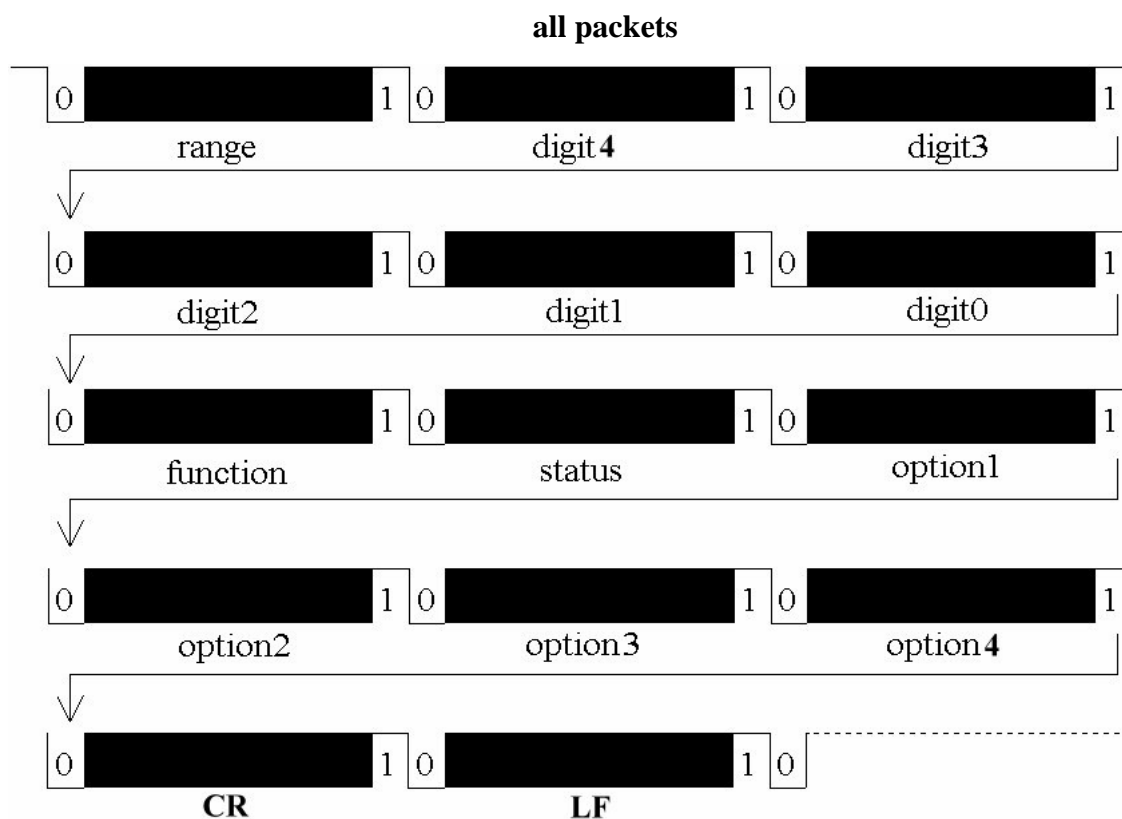 all packets
0 1 0 1 0 1
range digit4 digit3
0 1 0 1 0 1
digit2 digit1 digit0
0 1 0 1 0 1
function status option1
0 1 0 1 0 1
option2 option3 option4
0 1 0 1 0
CR LF